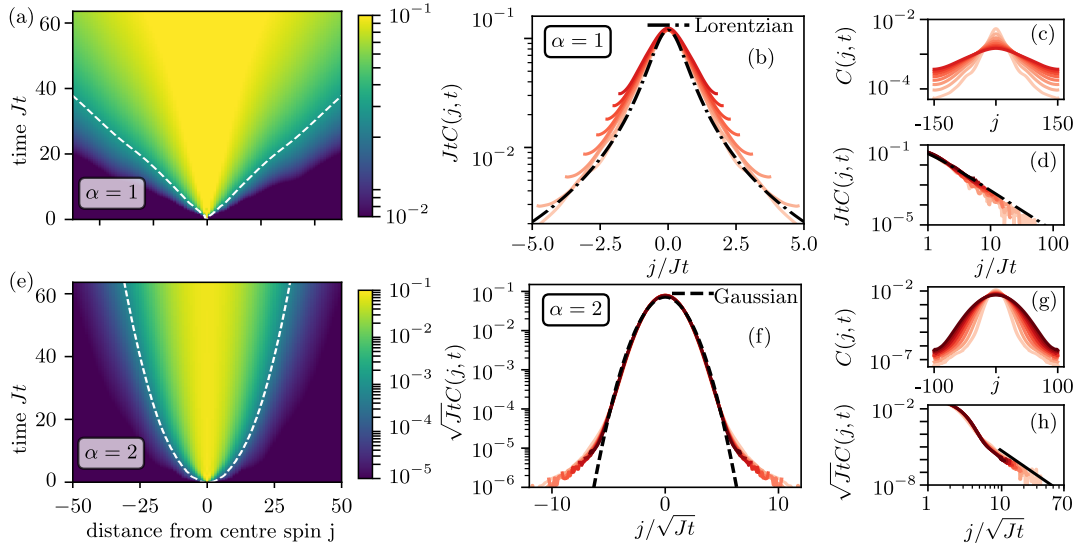 (a)
time Jt
60
40
20
0
α = 1
10⁻¹
10⁻²
(b)
α = 1
Lorentzian
JtC(j, t)
10⁻²
−5.0 −2.5 0.0 2.5 5.0
j/Jt
(c)
C(j, t)
10⁻²
10⁻⁴
-150 j 150
(d)
JtC(j, t)
10⁻¹
10⁻⁵
1 10 100
j/Jt
(e)
time Jt
60
40
20
0
α = 2
−50 −25 0 25 50
distance from centre spin j
10⁻¹
10⁻²
10⁻³
10⁻⁴
10⁻⁵
(f)
α = 2
Gaussian
√JtC(j, t)
10⁻¹
10⁻²
10⁻³
10⁻⁴
10⁻⁵
10⁻⁶
−10 0 10
j/√Jt
(g)
C(j, t)
10⁻²
10⁻⁷
-100 j 100
(h)
√JtC(j, t)
10⁻²
10⁻⁸
1 10 70
j/√Jt